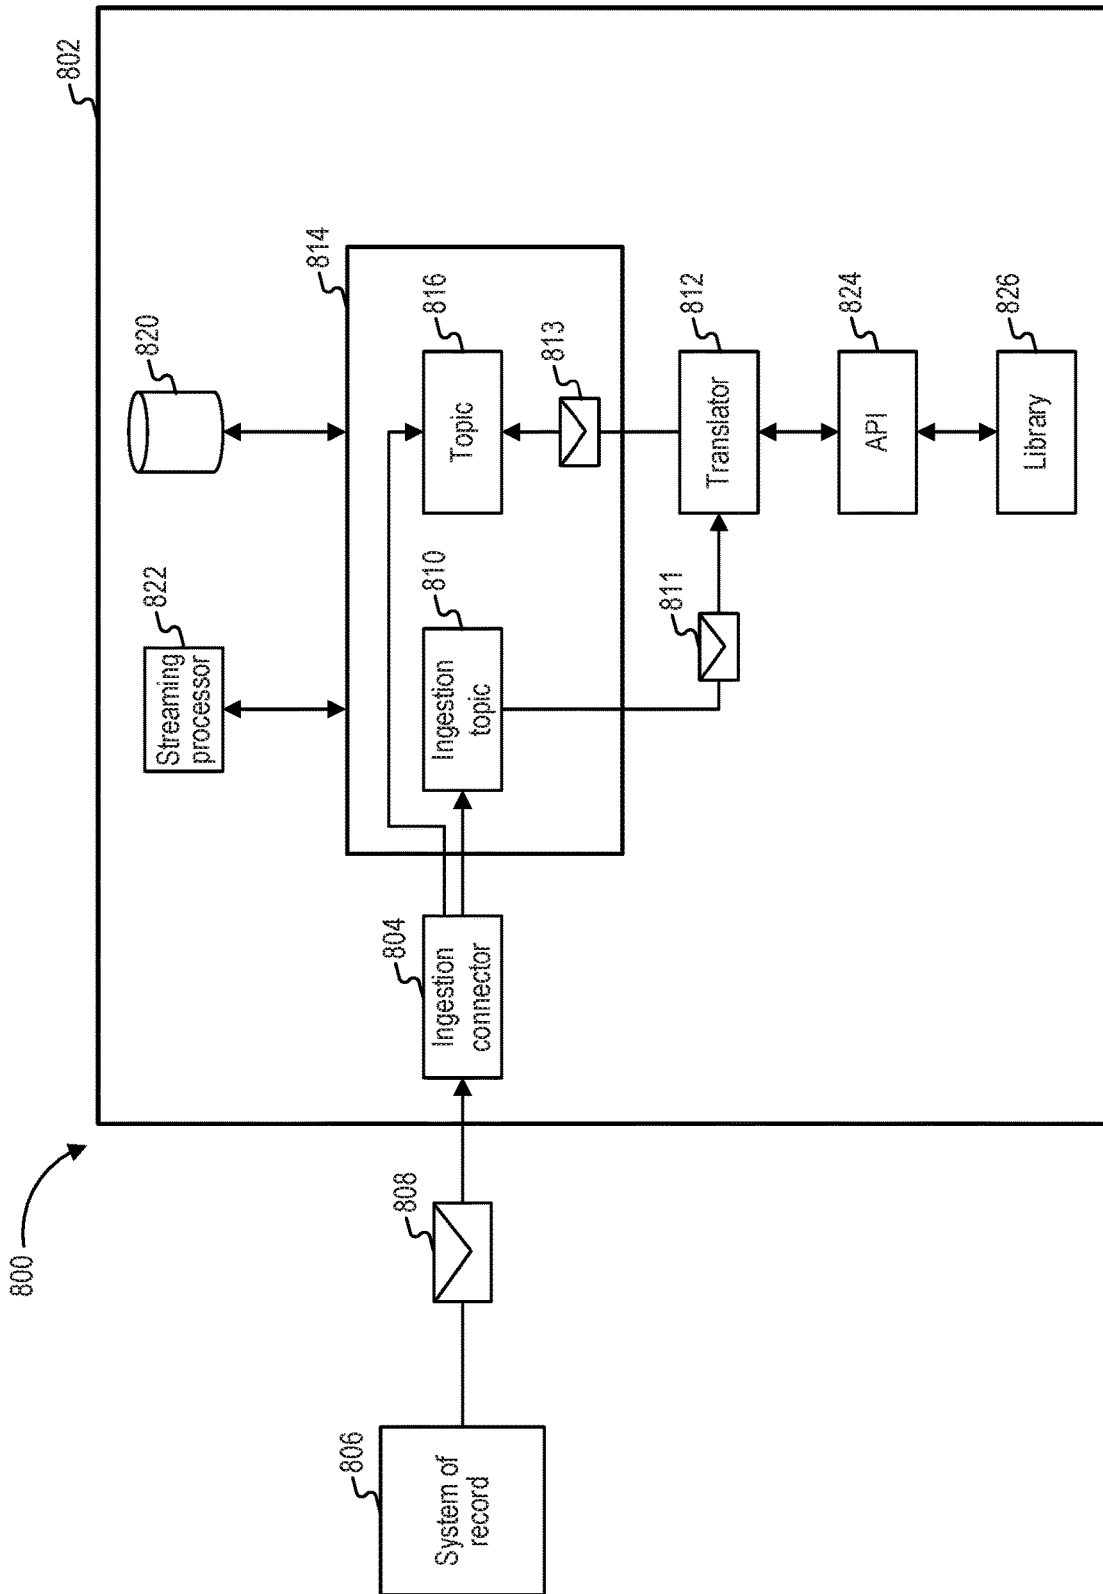 800
802
822
Streaming
processor
820
814
806
System of
record
808
804
Ingestion
connector
810
Ingestion
topic
816
Topic
813
811
812
Translator
824
API
826
Library